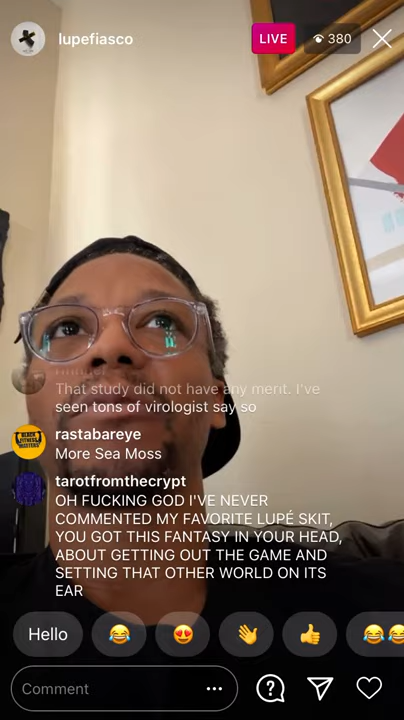 lupefiasco
LIVE
380
That study did not have any merit. I've
seen tons of virologist say so
rastabareye
More Sea Moss
tarotfromthecrypt
OH FUCKING GOD I'VE NEVER
COMMENTED MY FAVORITE LUPÉ SKIT,
YOU GOT THIS FANTASY IN YOUR HEAD,
ABOUT GETTING OUT THE GAME AND
SETTING THAT OTHER WORLD ON ITS
EAR
Hello
Comment